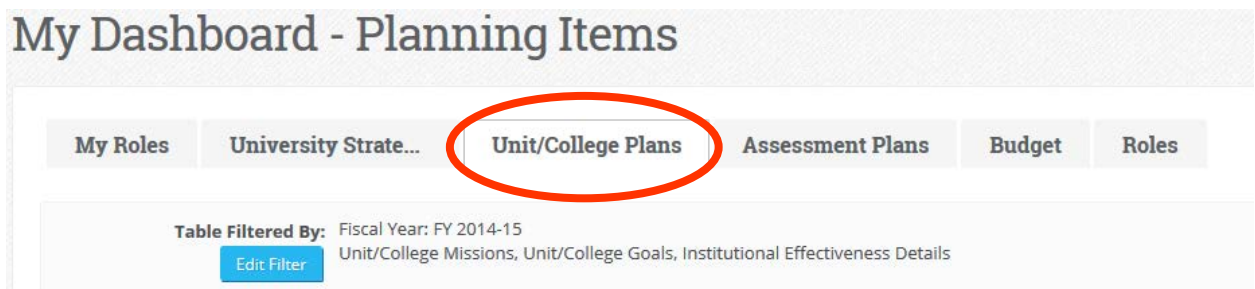 My Dashboard - Planning Items
My Roles University Strate... Unit/College Plans Assessment Plans Budget Roles
Table Filtered By: Fiscal Year: FY 2014-15
Edit Filter Unit/College Missions, Unit/College Goals, Institutional Effectiveness Details